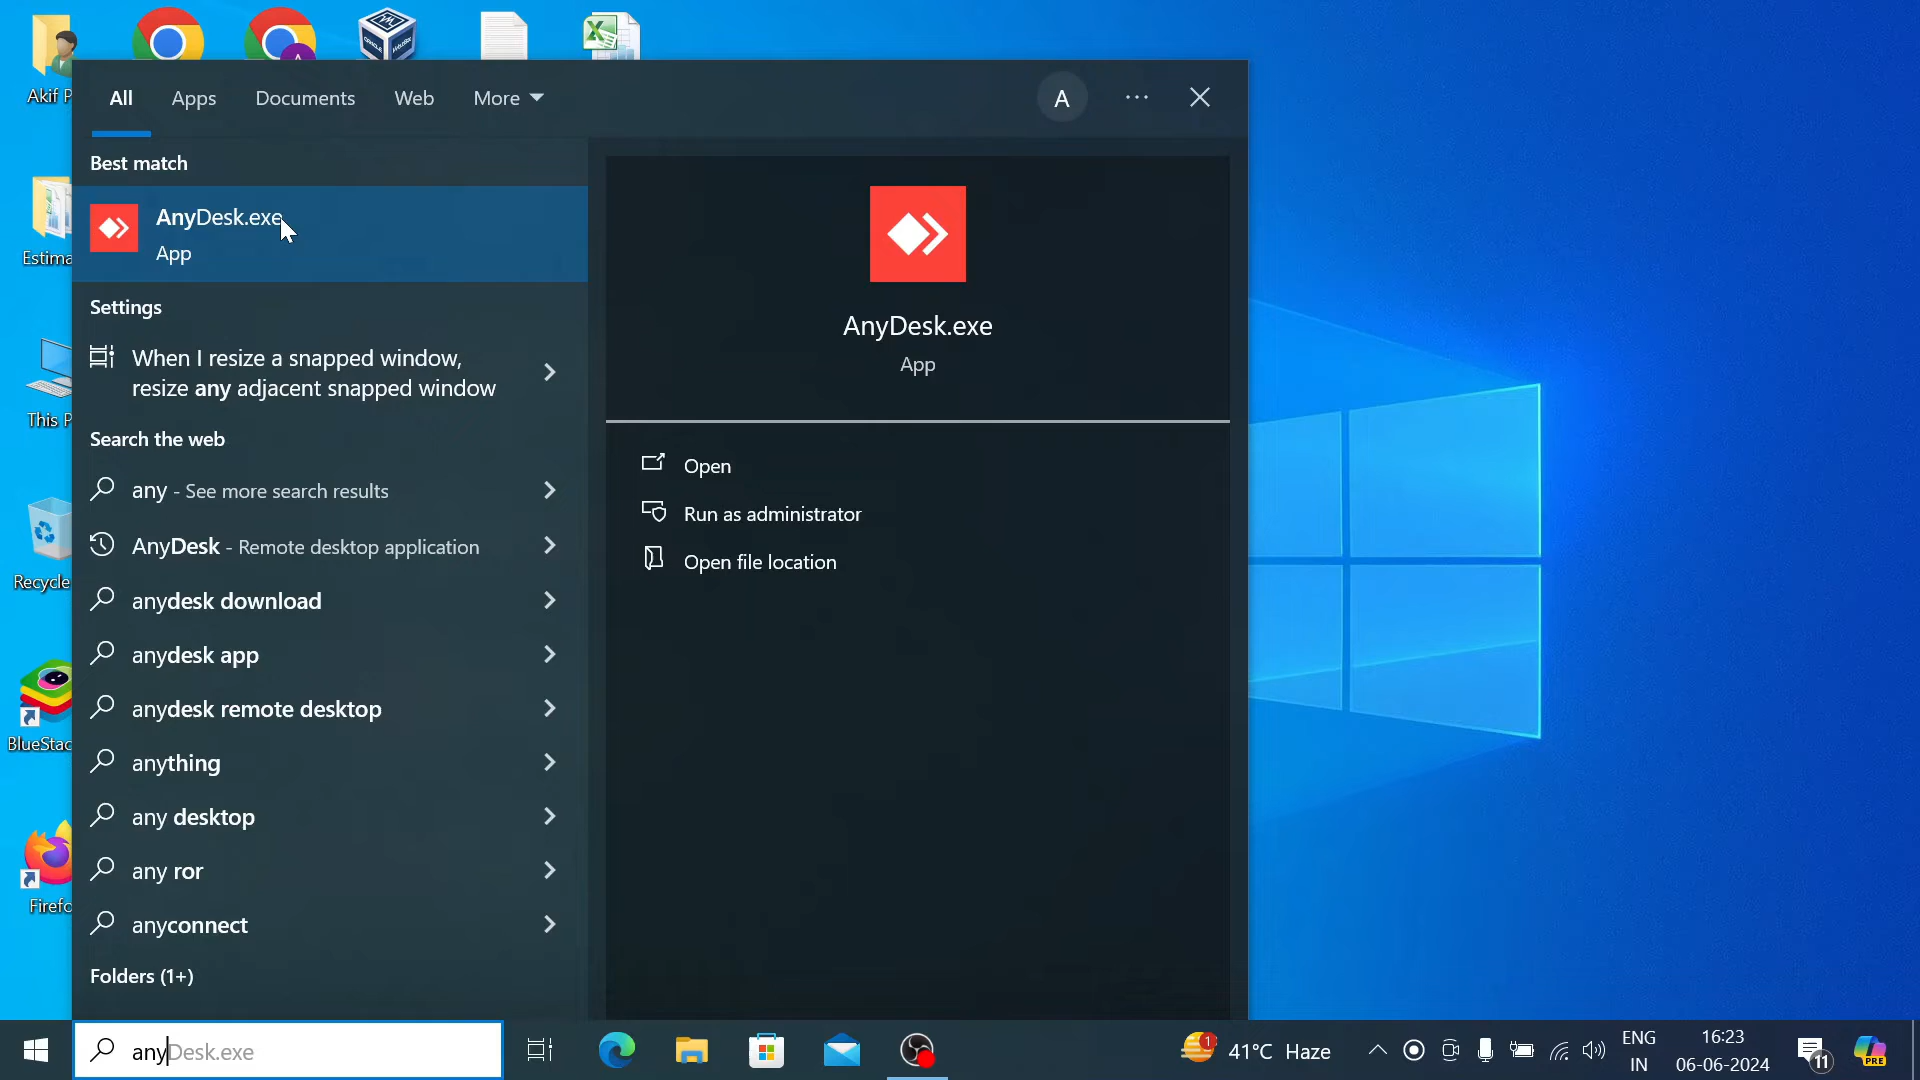 Akif P
Estima
This P
Recycle
BlueStac
Firefo
All
Apps
Documents
Web
More
A
Best match
AnyDesk.exe
App
Settings
When I resize a snapped window,
resize any adjacent snapped window
Search the web
any - See more search results
AnyDesk - Remote desktop application
anydesk download
anydesk app
anydesk remote desktop
anything
any desktop
any ror
anyconnect
Folders (1+)
AnyDesk.exe
App
Open
Run as administrator
Open file location
anyDesk.exe
1
41°C Haze
ENG
IN
16:23
06-06-2024
11
PRE